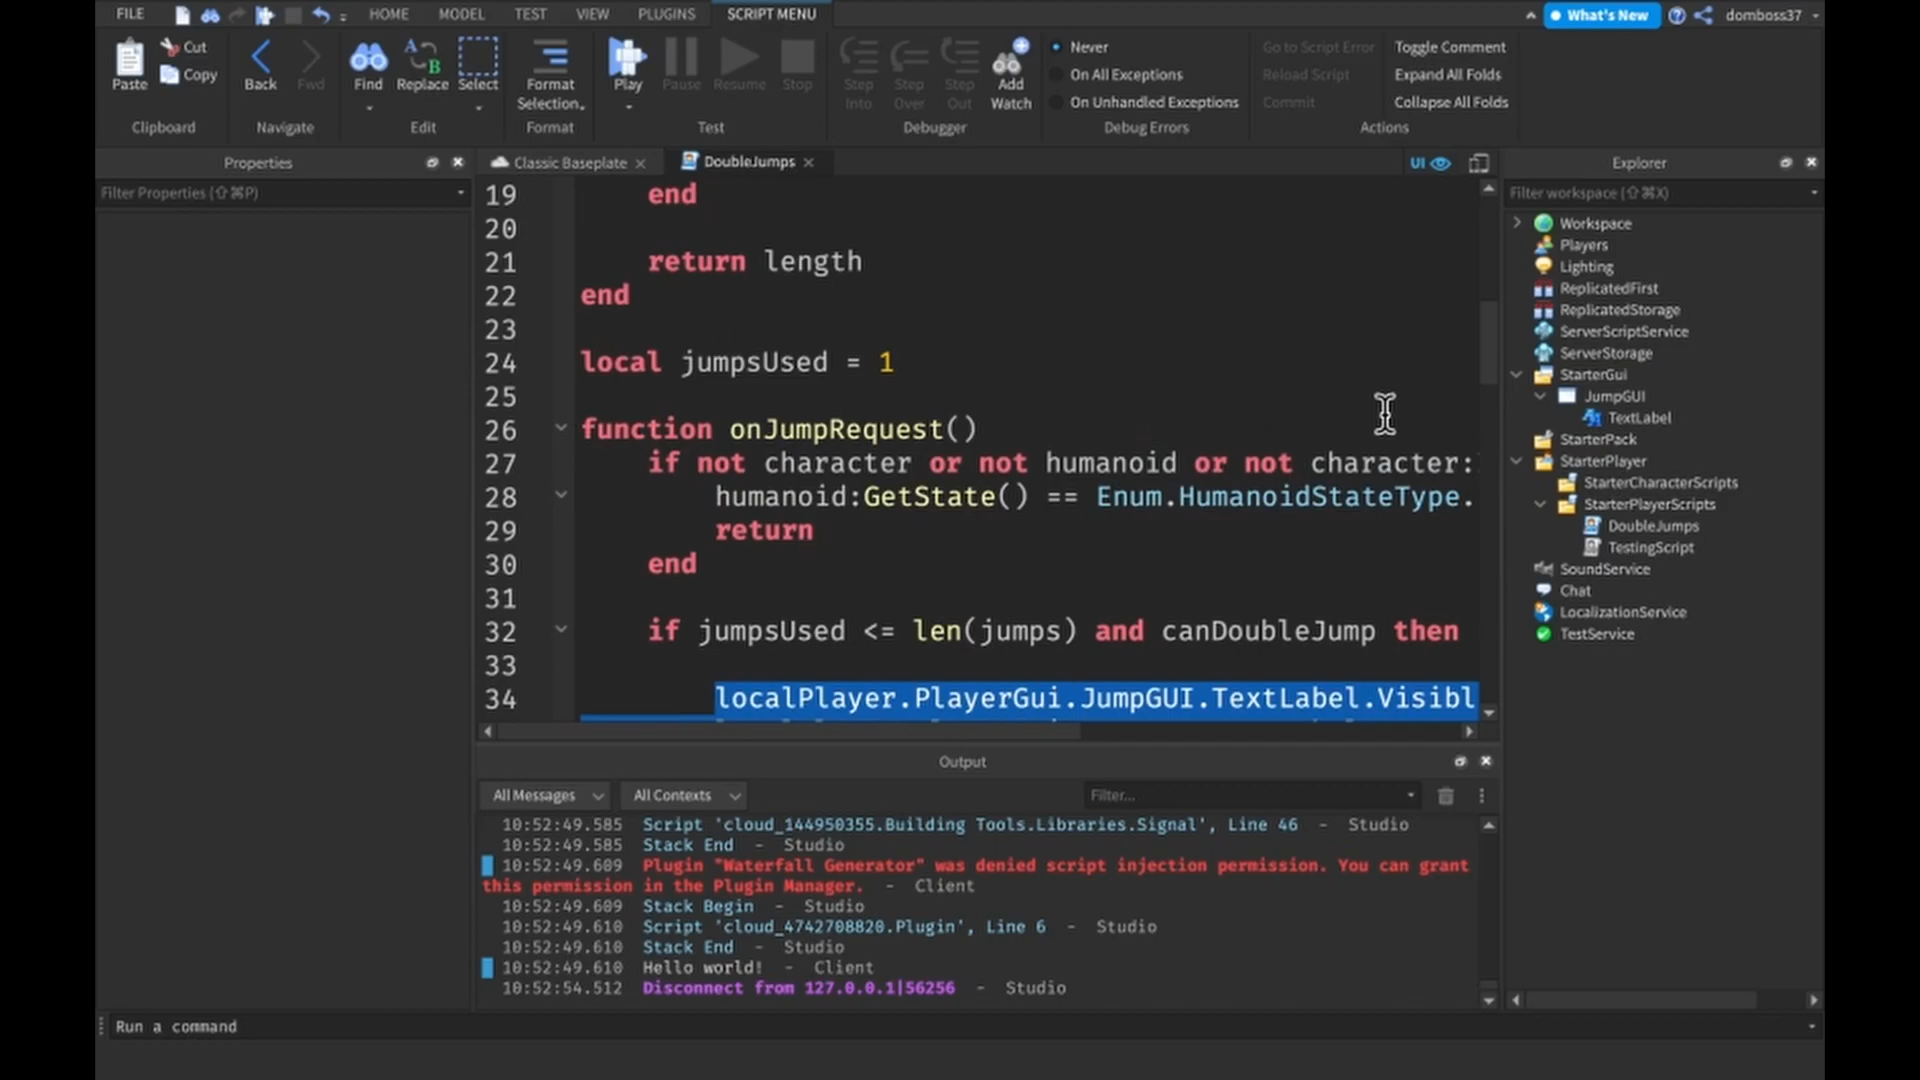 FILE HOME MODEL TEST VIEW PLUGINS SCRIPT MENU What's New domboss37
Paste Cut Copy Clipboard
Back Fwd Navigate
Find Replace Select Edit
Format Selection Format
Play Pause Resume Stop Test
Step Into Step Over Step Out Add Watch Debugger
Never
On All Exceptions
On Unhandled Exceptions
Debug Errors
Go to Script Error
Reload Script
Commit
Toggle Comment
Expand All Folds
Collapse All Folds
Actions
Properties
Filter Properties (⇧⌘P)
Classic Baseplate DoubleJumps UI
19 end
20
21 return length
22 end
23
24 local jumpsUsed = 1
25
26 function onJumpRequest()
27 if not character or not humanoid or not character:
28 humanoid:GetState() == Enum.HumanoidStateType.
29 return
30 end
31
32 if jumpsUsed <= len(jumps) and canDoubleJump then
33
34 localPlayer.PlayerGui.JumpGUI.TextLabel.Visibl
Output
All Messages All Contexts Filter...
10:52:49.585 Script 'cloud_144950355.Building Tools.Libraries.Signal', Line 46 - Studio
10:52:49.585 Stack End - Studio
10:52:49.609 Plugin "Waterfall Generator" was denied script injection permission. You can grant
this permission in the Plugin Manager. - Client
10:52:49.609 Stack Begin - Studio
10:52:49.610 Script 'cloud_4742708820.Plugin', Line 6 - Studio
10:52:49.610 Stack End - Studio
10:52:49.610 Hello world! - Client
10:52:54.512 Disconnect from 127.0.0.1|56256 - Studio
Explorer
Filter workspace (⇧⌘X)
Workspace
Players
Lighting
ReplicatedFirst
ReplicatedStorage
ServerScriptService
ServerStorage
StarterGui
JumpGUI
TextLabel
StarterPack
StarterPlayer
StarterCharacterScripts
StarterPlayerScripts
DoubleJumps
TestingScript
SoundService
Chat
LocalizationService
TestService
Run a command